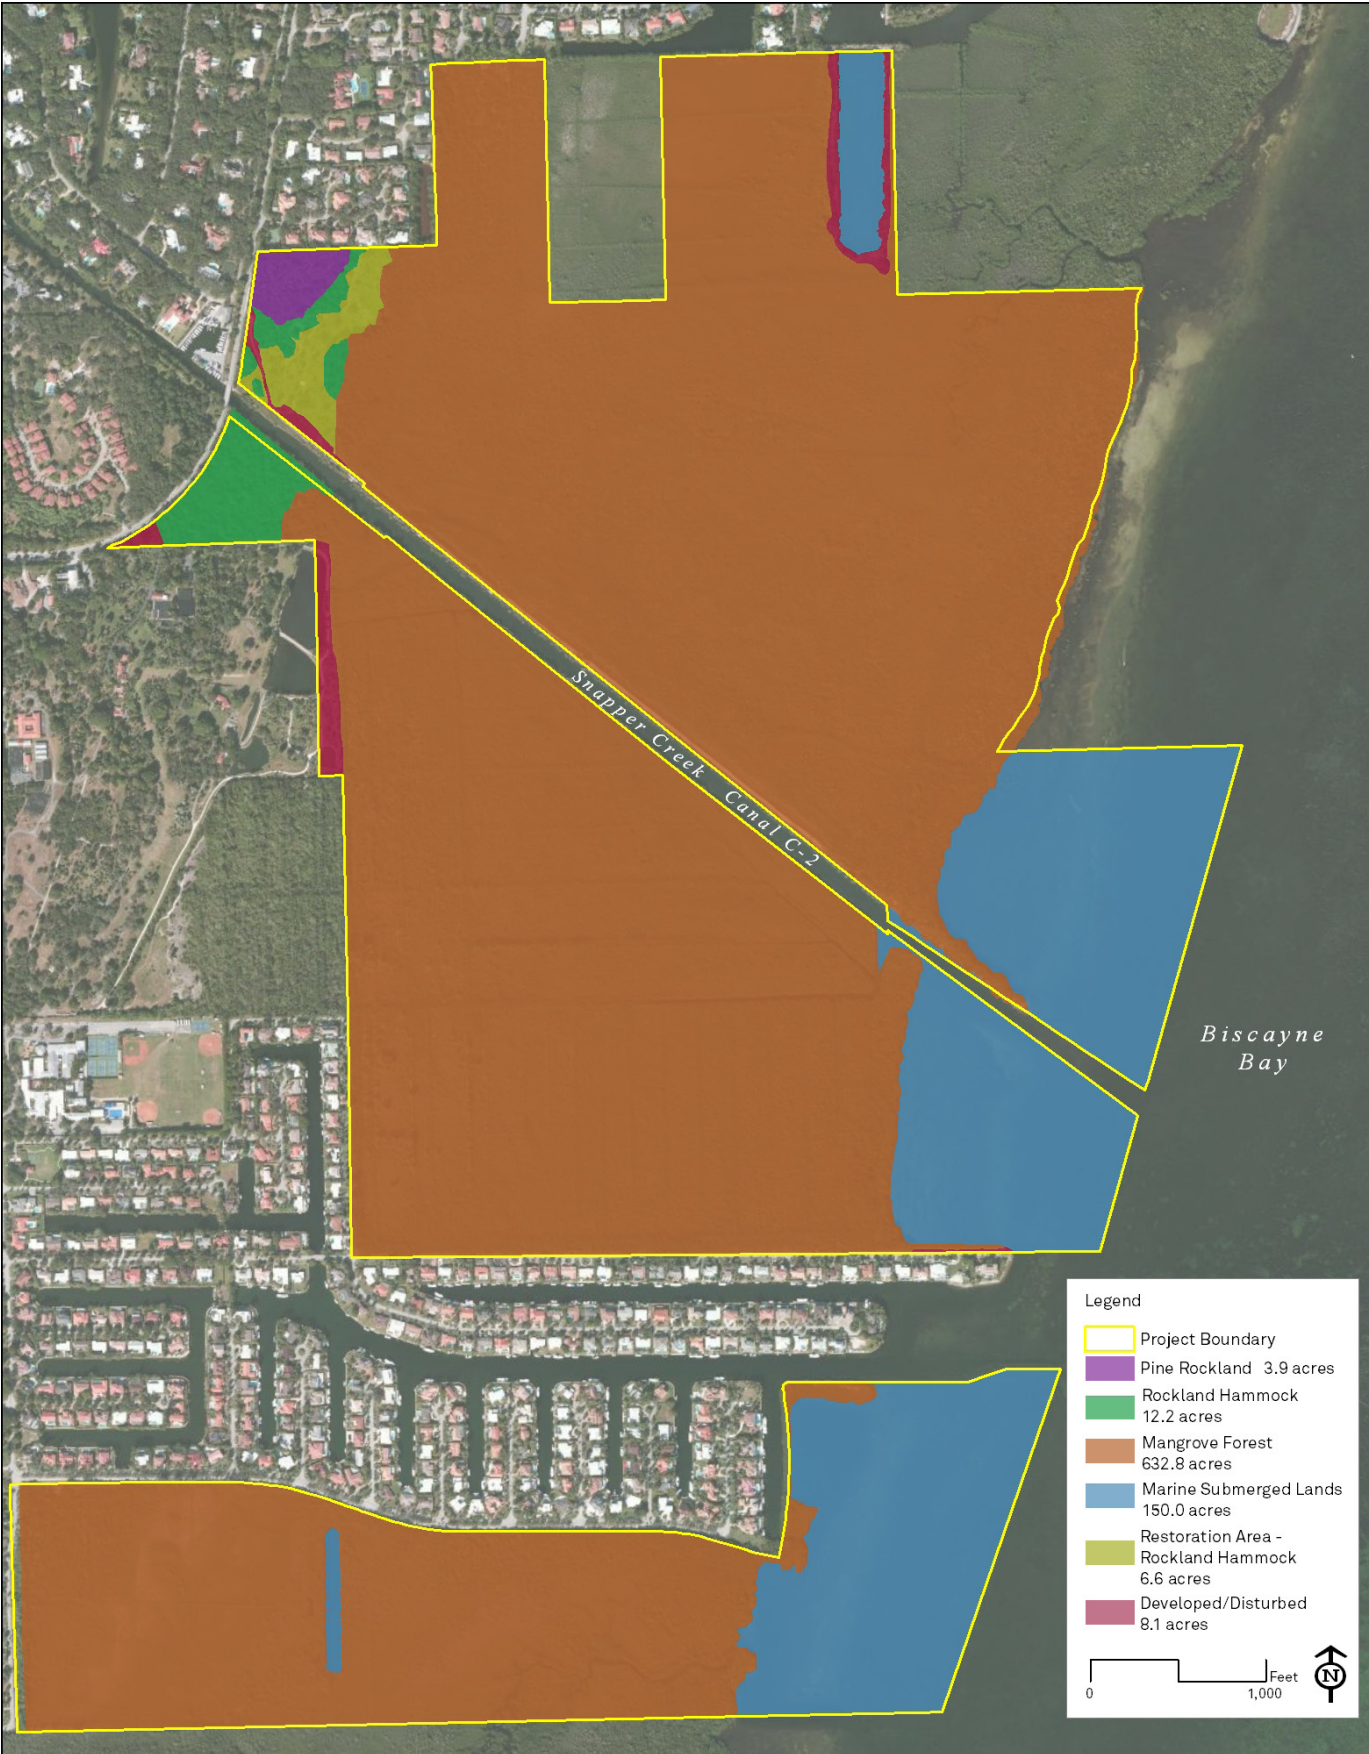 Snapper Creek Canal C-2
Biscayne
Bay
Legend
Project Boundary
Pine Rockland 3.9 acres
Rockland Hammock
12.2 acres
Mangrove Forest
632.8 acres
Marine Submerged Lands
150.0 acres
Restoration Area -
Rockland Hammock
6.6 acres
Developed/Disturbed
8.1 acres
Feet
0 1,000
N